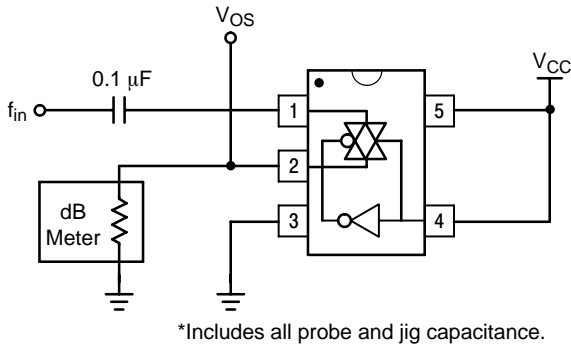 VOS
VCC
0.1 μF
fin
1
5
2
dB
Meter
3
4
*Includes all probe and jig capacitance.